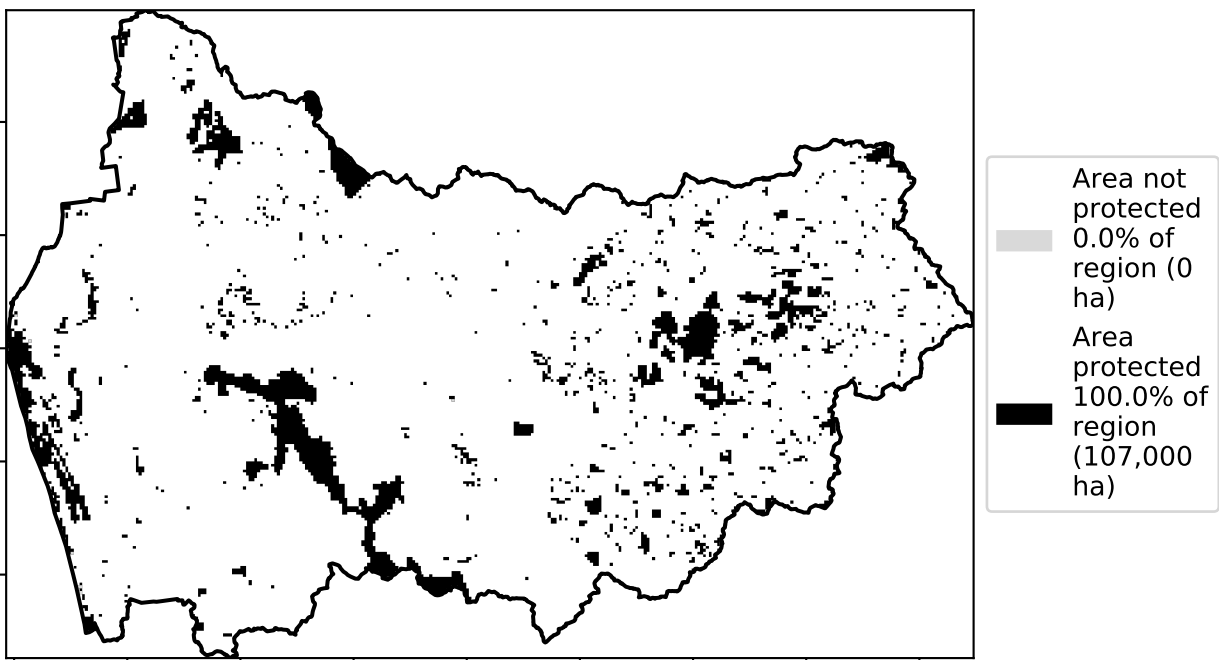 Area not
protected
0.0% of
region (0
ha)
Area
protected
100.0% of
region
(107,000
ha)